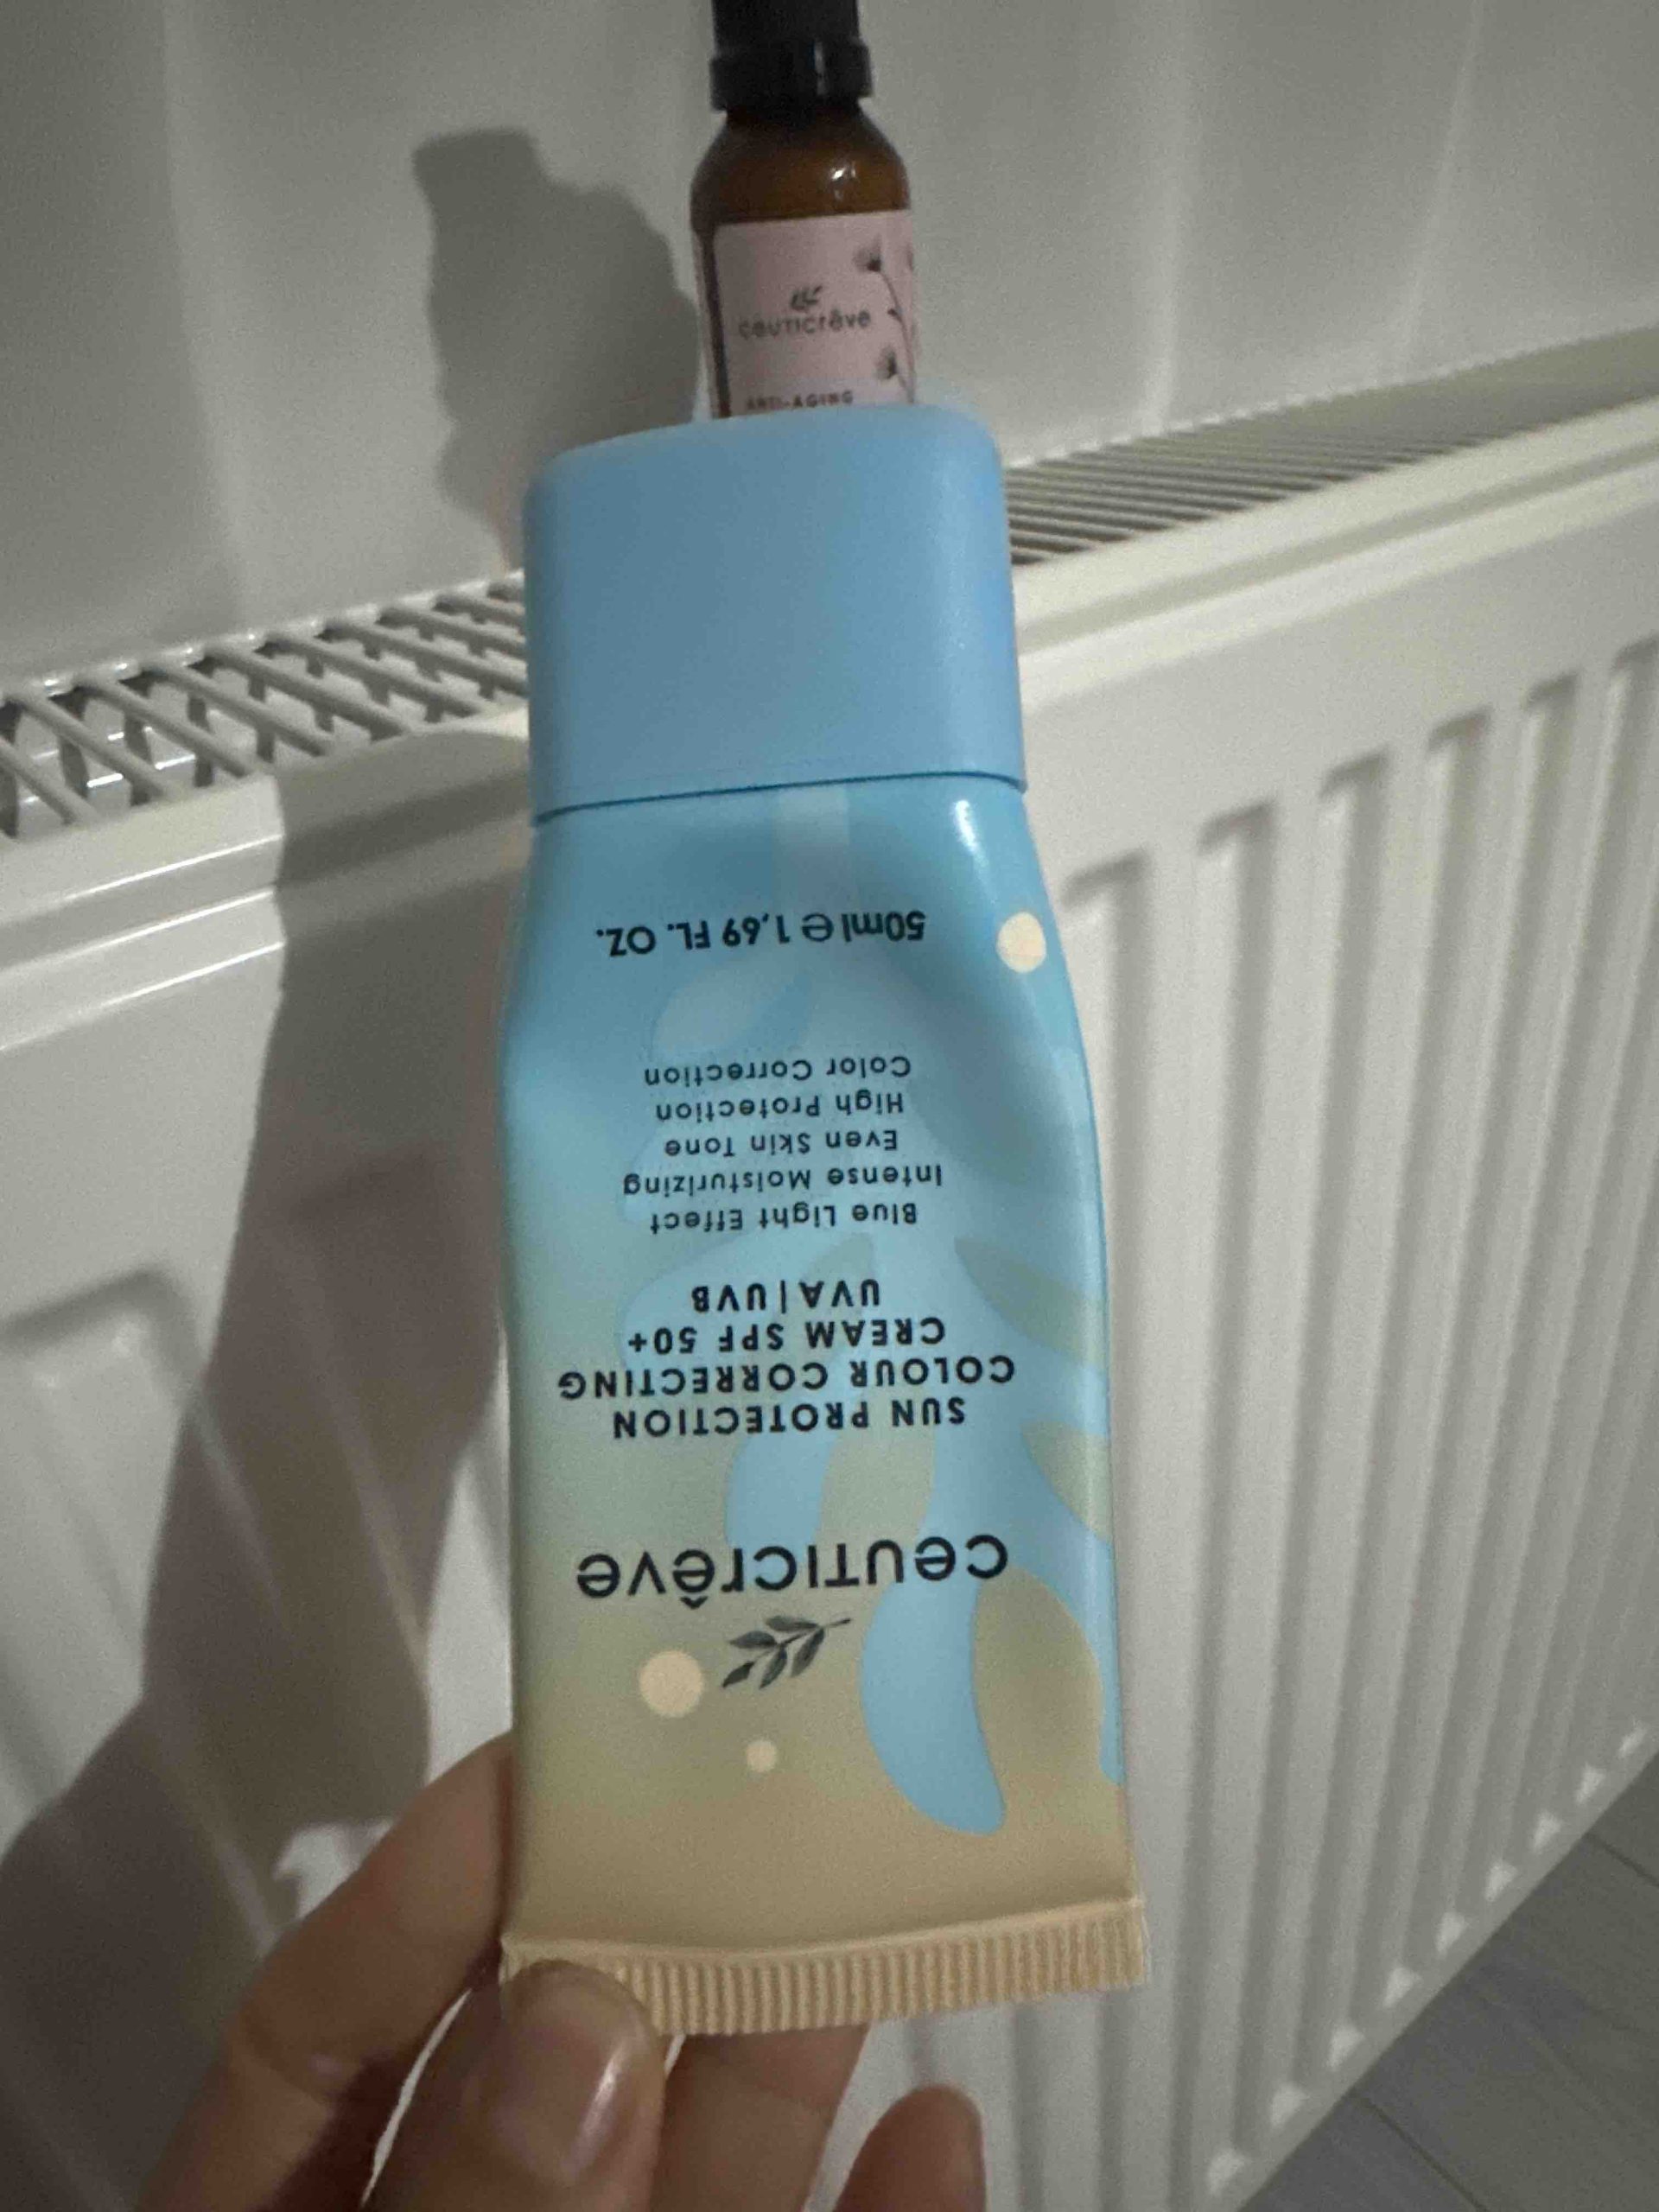 ceuticrêve
ANTI-AGING
ceuticrêve
SUN PROTECTION
COLOUR CORRECTING
CREAM SPF 50+
UVA | UVB
Blue Light Effect
Intense Moisturizing
Even Skin Tone
High Protection
Color Correction
50ml e 1,69 FL. OZ.